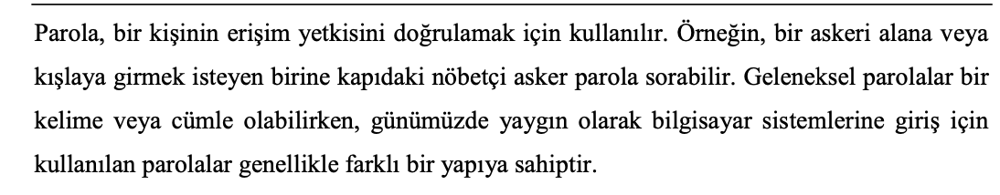 Parola, bir kişinin erişim yetkisini doğrulamak için kullanılır. Örneğin, bir askeri alana veya
kışlaya girmek isteyen birine kapıdaki nöbetçi asker parola sorabilir. Geleneksel parolalar bir
kelime veya cümle olabilirken, günümüzde yaygın olarak bilgisayar sistemlerine giriş için
kullanılan parolalar genellikle farklı bir yapıya sahiptir.